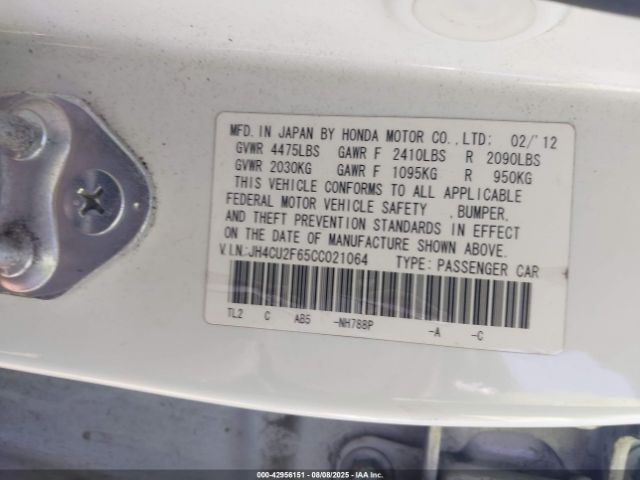 MFD. IN JAPAN BY HONDA MOTOR CO., LTD: 02/'12
GVWR 4475LBS GAWR F 2410LBS R 2090LBS
GVWR 2030KG GAWR F 1095KG R 950KG
THIS VEHICLE CONFORMS TO ALL APPLICABLE
FEDERAL MOTOR VEHICLE SAFETY , BUMPER,
AND THEFT PREVENTION STANDARDS IN EFFECT
ON THE DATE OF MANUFACTURE SHOWN ABOVE.
V.I.N.:JH4CU2F65CC021064 TYPE: PASSENGER CAR
TL2 C AB5 -NH788P -A -C
000-42956151 - 08/08/2025 - IAAI.COM